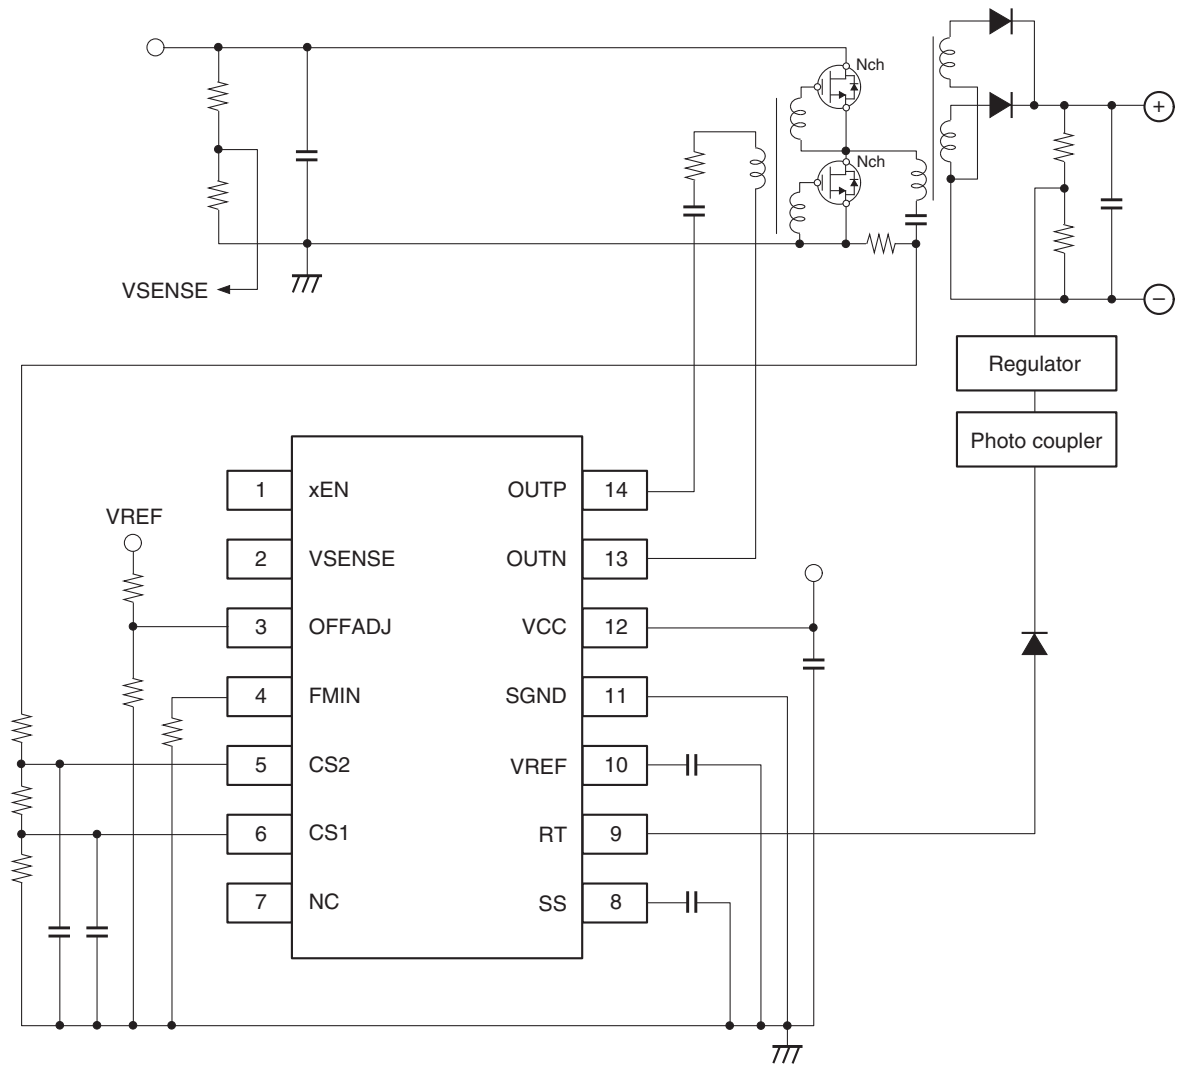 Nch
+
Nch
VSENSE
−
Regulator
Photo coupler
1 xEN OUTP 14
VREF
2 VSENSE OUTN 13
3 OFFADJ VCC 12
4 FMIN SGND 11
5 CS2 VREF 10
6 CS1 RT 9
7 NC SS 8